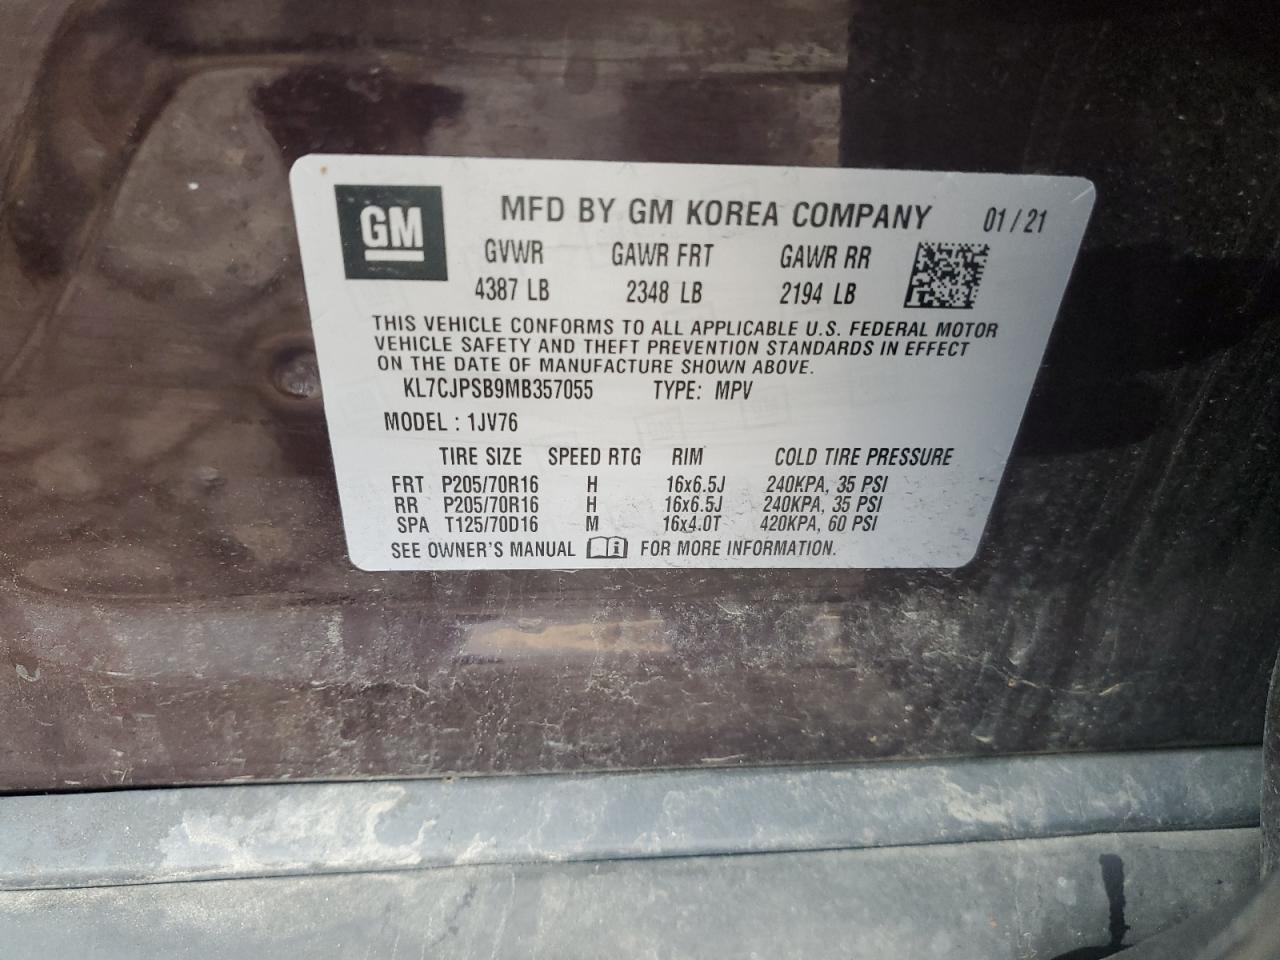 GM
MFD BY GM KOREA COMPANY 01 / 21
GVWR GAWR FRT GAWR RR
4387 LB 2348 LB 2194 LB
THIS VEHICLE CONFORMS TO ALL APPLICABLE U.S. FEDERAL MOTOR
VEHICLE SAFETY AND THEFT PREVENTION STANDARDS IN EFFECT
ON THE DATE OF MANUFACTURE SHOWN ABOVE.
KL7CJPSB9MB357055 TYPE: MPV
MODEL : 1JV76
TIRE SIZE SPEED RTG RIM COLD TIRE PRESSURE
FRT P205/70R16 H 16x6.5J 240KPA, 35 PSI
RR P205/70R16 H 16x6.5J 240KPA, 35 PSI
SPA T125/70D16 M 16x4.0T 420KPA, 60 PSI
SEE OWNER'S MANUAL FOR MORE INFORMATION.